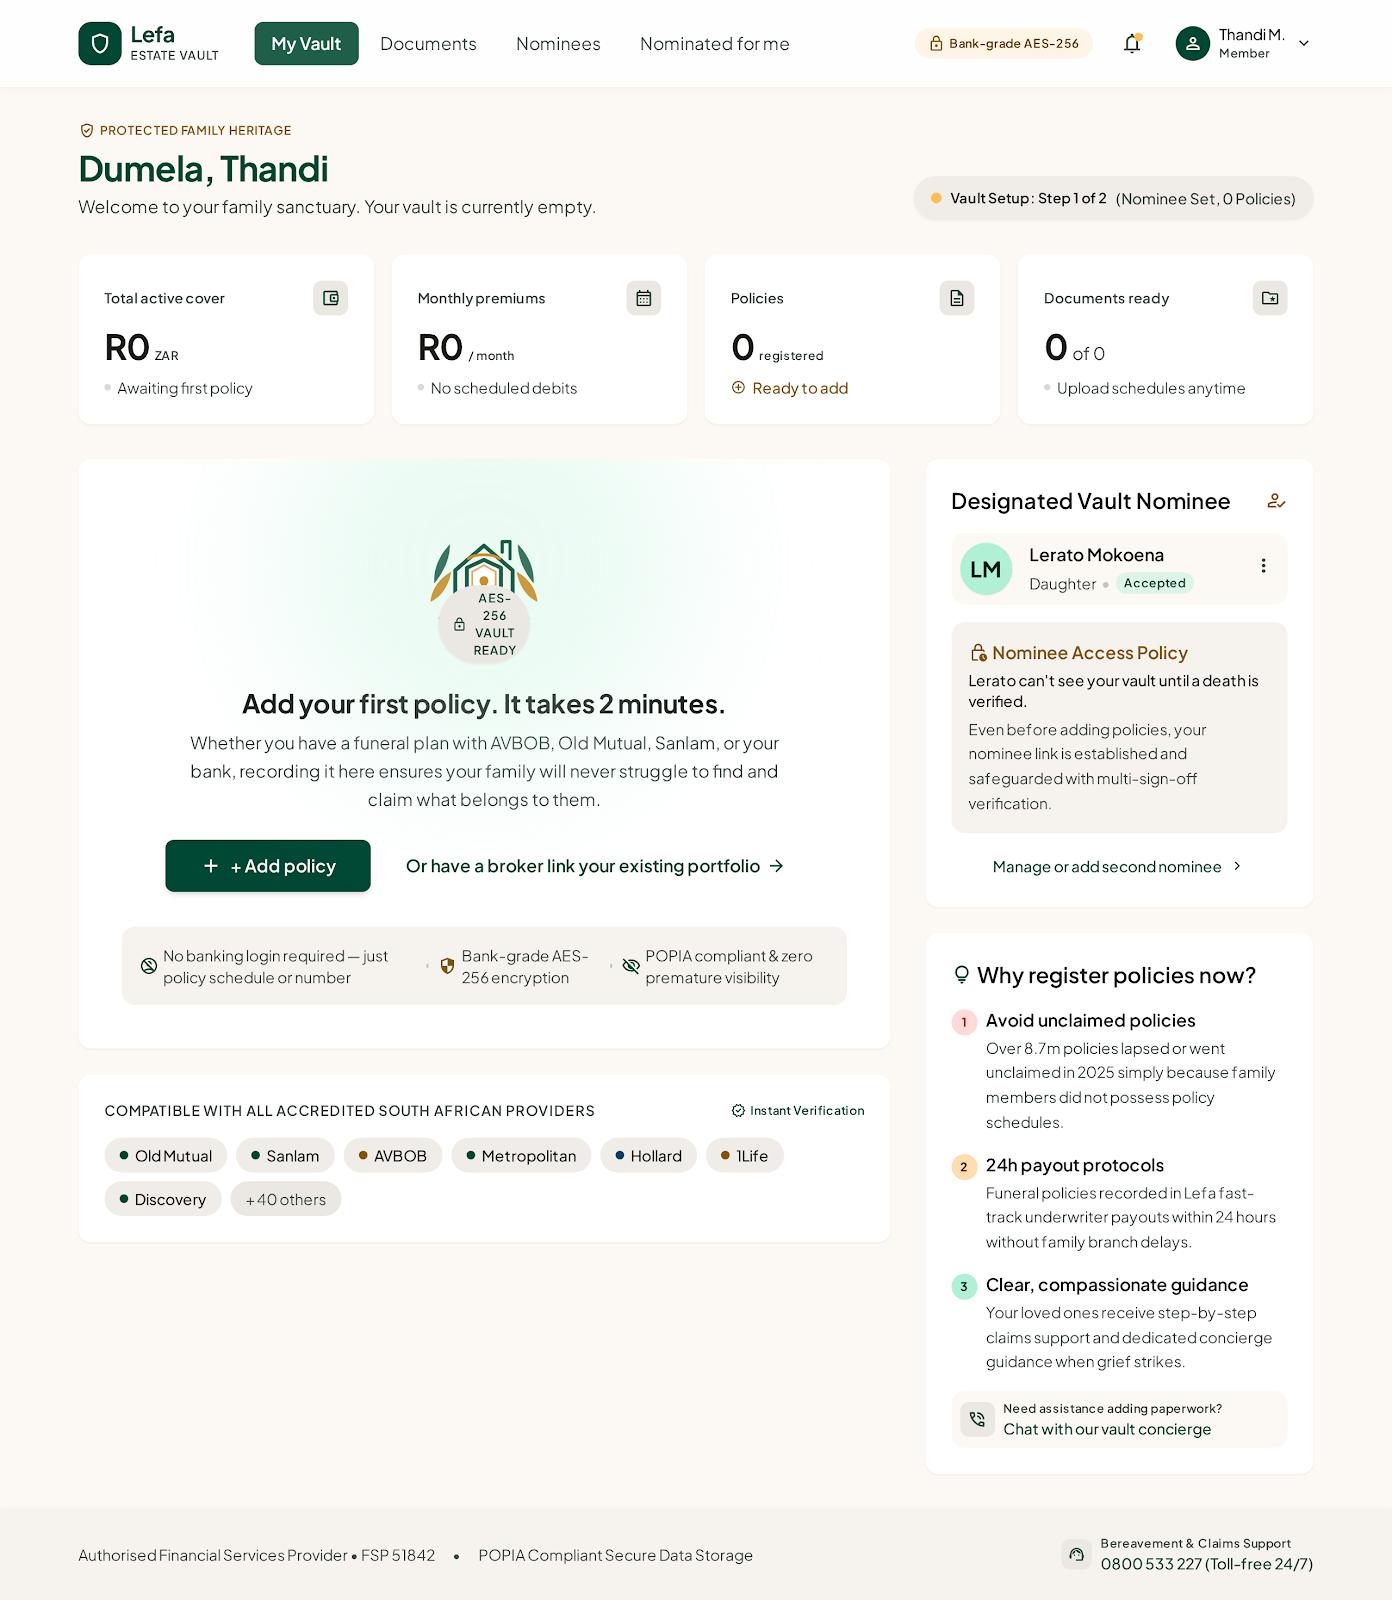 Lefa
ESTATE VAULT
My Vault
Documents
Nominees
Nominated for me
Bank-grade AES-256
Thandi M.
Member
PROTECTED FAMILY HERITAGE
Dumela, Thandi
Welcome to your family sanctuary. Your vault is currently empty.
Vault Setup: Step 1 of 2 (Nominee Set, 0 Policies)
Total active cover
R0 ZAR
Awaiting first policy
Monthly premiums
R0 / month
No scheduled debits
Policies
0 registered
Ready to add
Documents ready
0 of 0
Upload schedules anytime
AES-
256
VAULT
READY
Add your first policy. It takes 2 minutes.
Whether you have a funeral plan with AVBOB, Old Mutual, Sanlam, or your
bank, recording it here ensures your family will never struggle to find and
claim what belongs to them.
+ Add policy
Or have a broker link your existing portfolio
No banking login required — just
policy schedule or number
Bank-grade AES-
256 encryption
POPIA compliant & zero
premature visibility
COMPATIBLE WITH ALL ACCREDITED SOUTH AFRICAN PROVIDERS
Instant Verification
Old Mutual
Sanlam
AVBOB
Metropolitan
Hollard
1Life
Discovery
+ 40 others
Designated Vault Nominee
LM
Lerato Mokoena
Daughter
Accepted
Nominee Access Policy
Lerato can't see your vault until a death is
verified.
Even before adding policies, your
nominee link is established and
safeguarded with multi-sign-off
verification.
Manage or add second nominee
Why register policies now?
1
Avoid unclaimed policies
Over 8.7m policies lapsed or went
unclaimed in 2025 simply because family
members did not possess policy
schedules.
2
24h payout protocols
Funeral policies recorded in Lefa fast-
track underwriter payouts within 24 hours
without family branch delays.
3
Clear, compassionate guidance
Your loved ones receive step-by-step
claims support and dedicated concierge
guidance when grief strikes.
Need assistance adding paperwork?
Chat with our vault concierge
Authorised Financial Services Provider • FSP 51842 • POPIA Compliant Secure Data Storage
Bereavement & Claims Support
0800 533 227 (Toll-free 24/7)